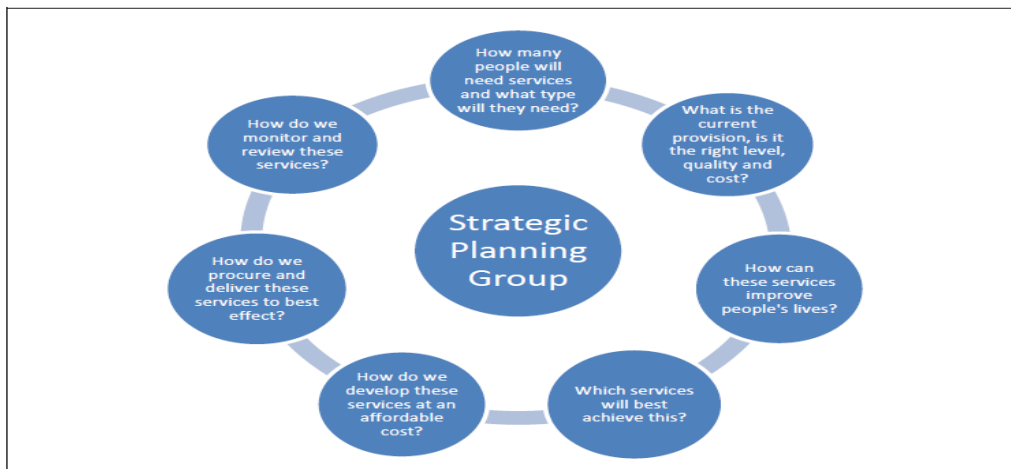 How many
people will
need services
and what type
will they need?
What is the
current
provision, is it
the right level,
quality and
cost?
How can
these services
improve
people's lives?
Which services
will best
achieve this?
How do we
develop these
services at an
affordable
cost?
How do we
procure and
deliver these
services to best
effect?
How do we
monitor and
review these
services?
Strategic
Planning
Group